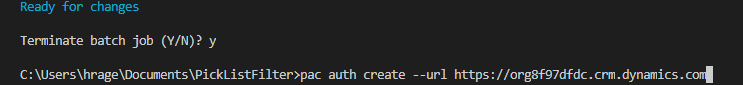 Ready for changes
Terminate batch job (Y/N)? y
C:\Users\hrage\Documents\PickListFilter>pac auth create --url https://org8f97dfdc.crm.dynamics.com